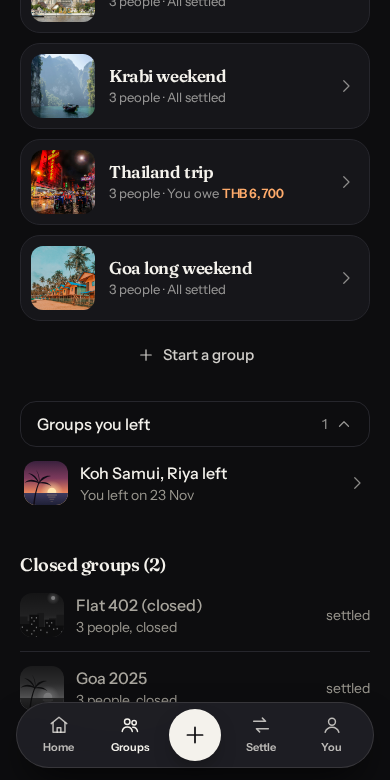 3 people · All settled
Krabi weekend
3 people · All settled
Thailand trip
3 people · You owe THB 6,700
Goa long weekend
3 people · All settled
Start a group
Groups you left
1
Koh Samui, Riya left
You left on 23 Nov
Closed groups (2)
Flat 402 (closed)
3 people, closed
settled
Goa 2025
3 people, closed
settled
Home
Groups
Settle
You